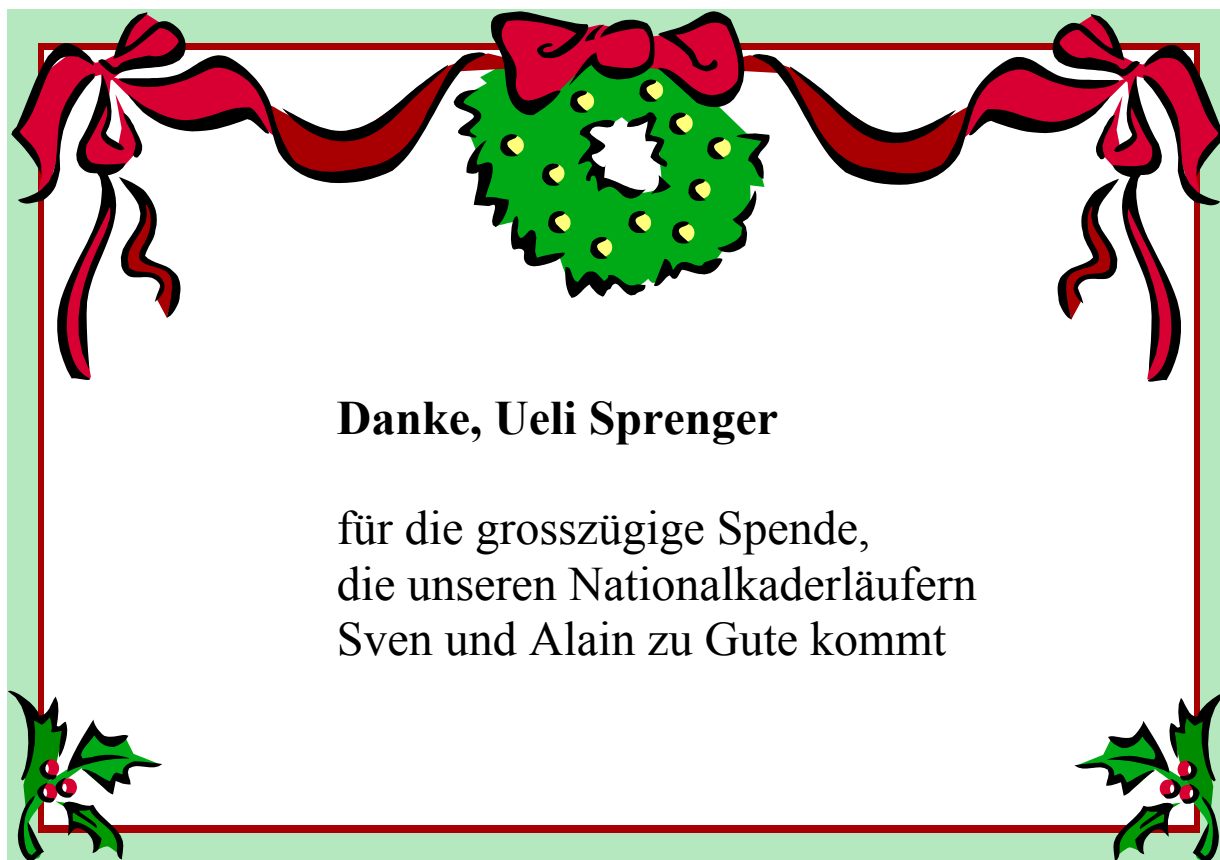 Danke, Ueli Sprenger
für die grosszügige Spende,
die unseren Nationalkaderläufern
Sven und Alain zu Gute kommt